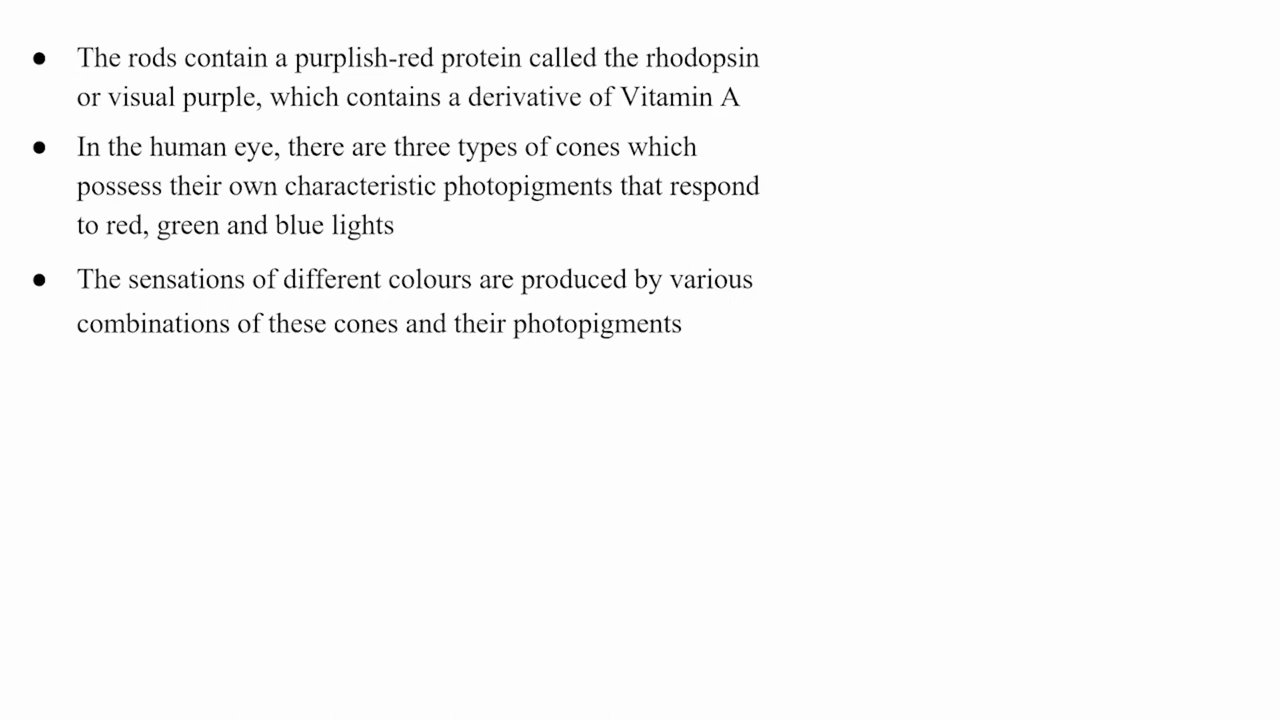 ● The rods contain a purplish-red protein called the rhodopsin
or visual purple, which contains a derivative of Vitamin A
● In the human eye, there are three types of cones which
possess their own characteristic photopigments that respond
to red, green and blue lights
● The sensations of different colours are produced by various
combinations of these cones and their photopigments